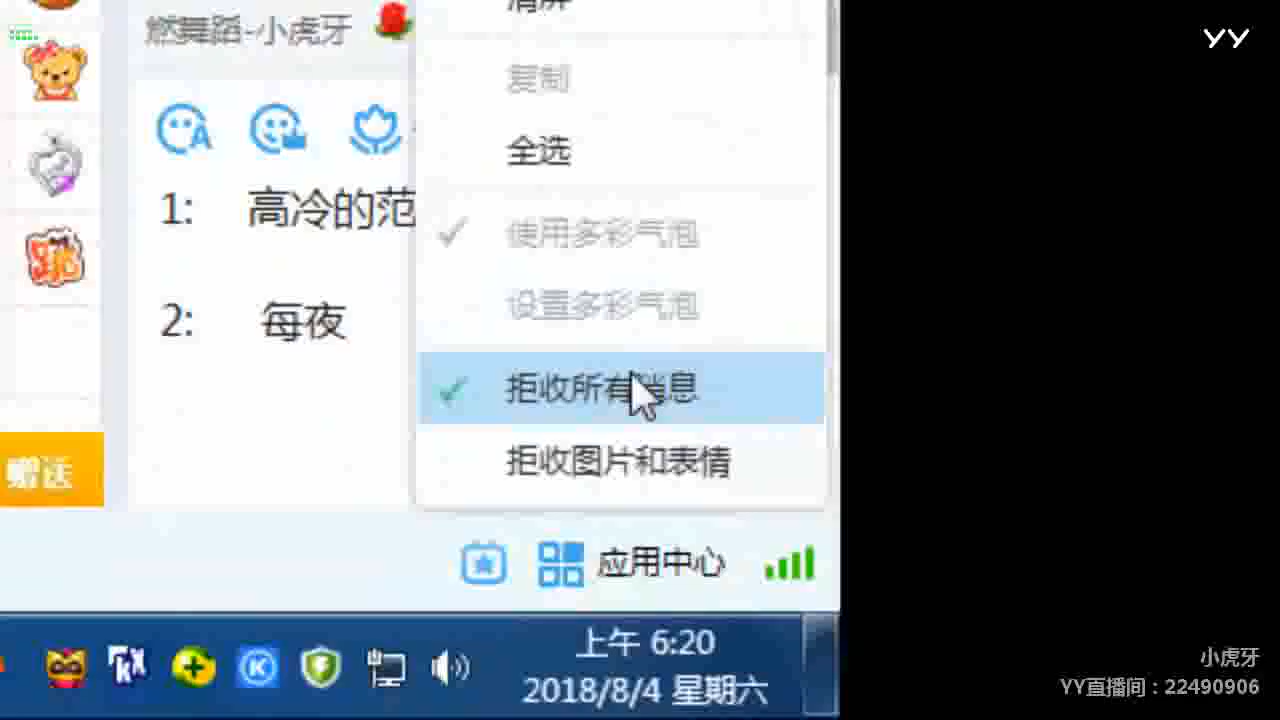 清屏
燃舞蹈-小虎牙
YY
复制
全选
1: 高冷的范
使用多彩气泡
设置多彩气泡
2: 每夜
拒收所有消息
拒收图片和表情
赠送
应用中心
上午 6:20
2018/8/4 星期六
小虎牙
YY直播间：22490906